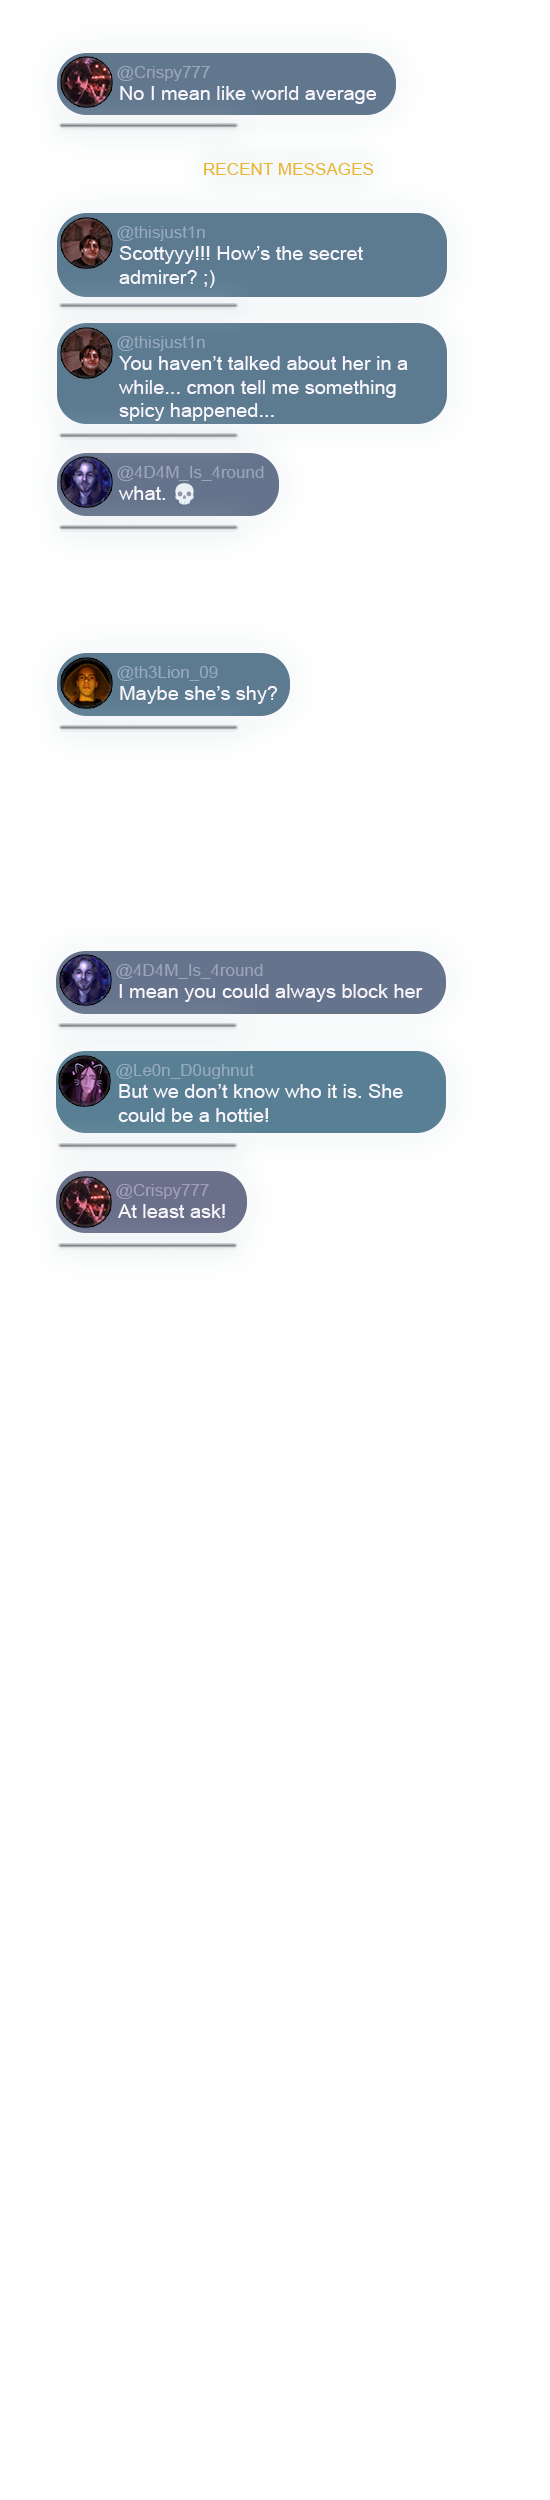 @Crispy777
No I mean like world average
RECENT MESSAGES
@thisjust1n
Scottyyy!!! How’s the secret
admirer? ;)
@thisjust1n
You haven’t talked about her in a
while... cmon tell me something
spicy happened...
@4D4M_Is_4round
what. 💀
@th3Lion_09
Maybe she’s shy?
@4D4M_Is_4round
I mean you could always block her
@Le0n_D0ughnut
But we don’t know who it is. She
could be a hottie!
@Crispy777
At least ask!